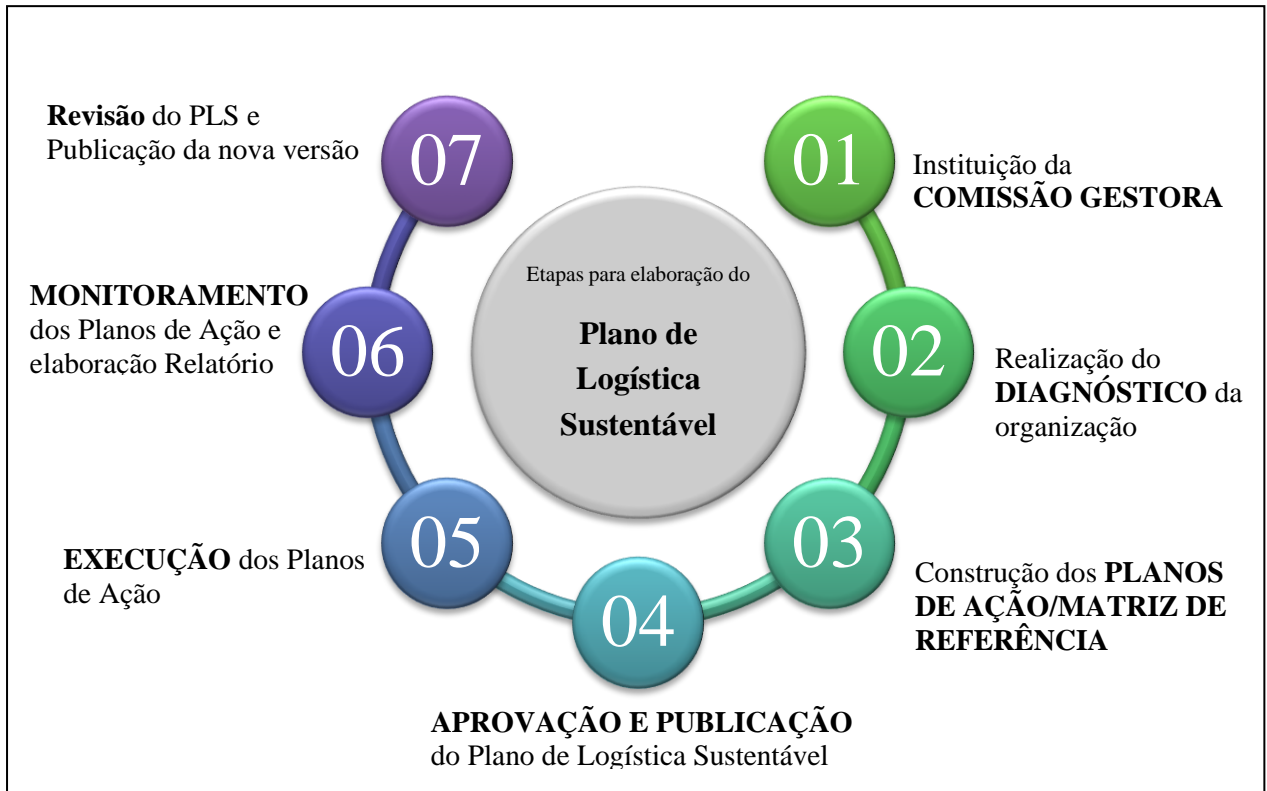 Etapas para elaboração do
Plano de
Logística
Sustentável
01
Instituição da
COMISSÃO GESTORA
02
Realização do
DIAGNÓSTICO da
organização
03
Construção dos PLANOS
DE AÇÃO/MATRIZ DE
REFERÊNCIA
04
APROVAÇÃO E PUBLICAÇÃO
do Plano de Logística Sustentável
05
EXECUÇÃO dos Planos
de Ação
06
MONITORAMENTO
dos Planos de Ação e
elaboração Relatório
07
Revisão do PLS e
Publicação da nova versão